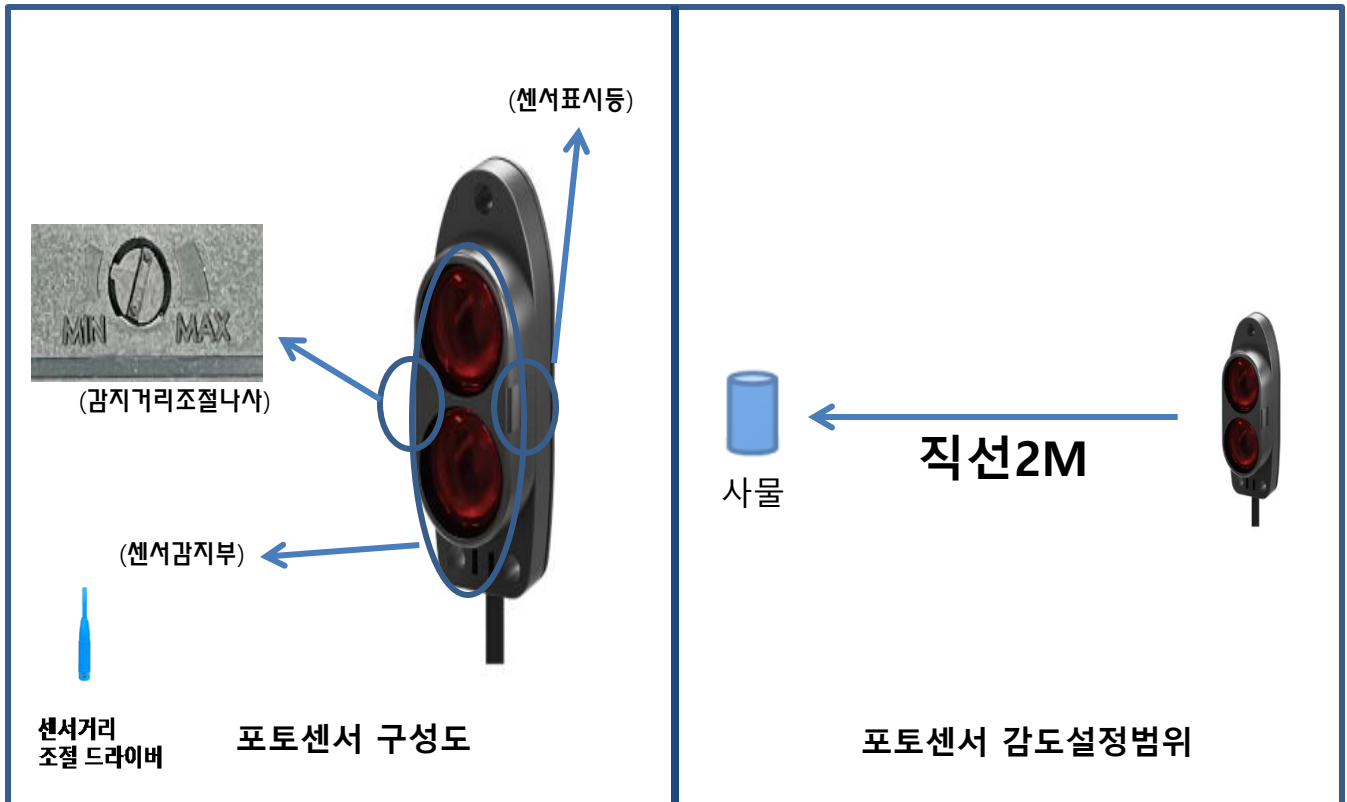 (센서표시등)
MIN MAX
(감지거리조절나사)
(센서감지부)
센서거리
조절 드라이버
포토센서 구성도
직선2M
사물
포토센서 감도설정범위